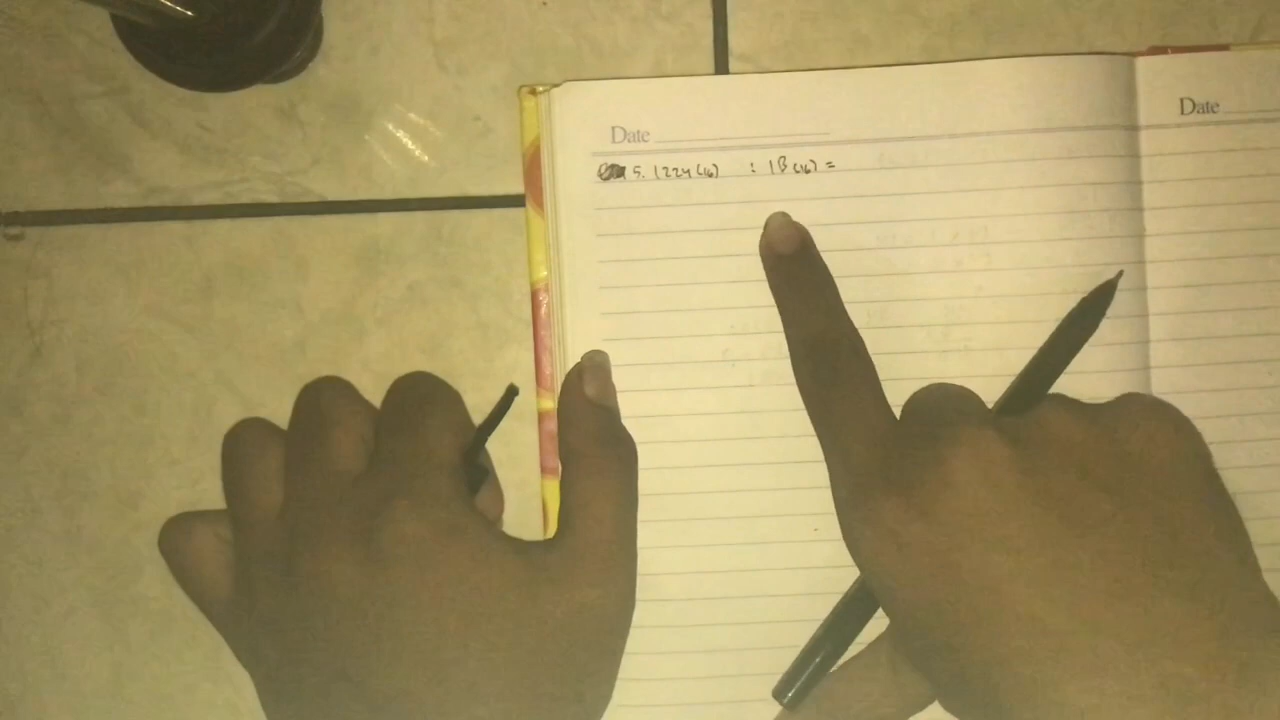 Date
Date
5. 1224(16) : 1B(16) =